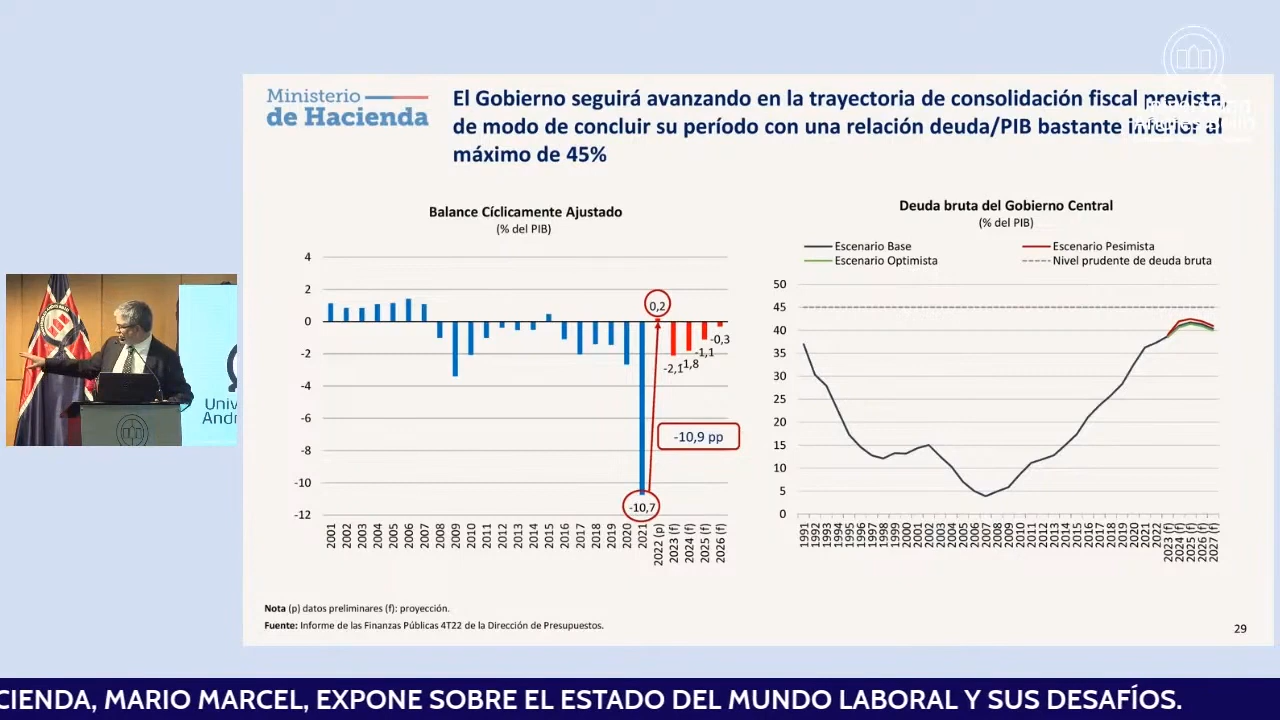 Ministerio
de Hacienda
El Gobierno seguirá avanzando en la trayectoria de consolidación fiscal prevista,
de modo de concluir su período con una relación deuda/PIB bastante inferior al
máximo de 45%
Balance Cíclicamente Ajustado
(% del PIB)
4
2
0
-2
-4
-6
-8
-10
-12
0,2
-2,1
-1,8
-1,1
-0,3
-10,9 pp
-10,7
2001
2002
2003
2004
2005
2006
2007
2008
2009
2010
2011
2012
2013
2014
2015
2016
2017
2018
2019
2020
2021
2022 (p)
2023 (f)
2024 (f)
2025 (f)
2026 (f)
Deuda bruta del Gobierno Central
(% del PIB)
Escenario Base
Escenario Pesimista
Escenario Optimista
Nivel prudente de deuda bruta
50
45
40
35
30
25
20
15
10
5
0
1991
1992
1993
1994
1995
1996
1997
1998
1999
2000
2001
2002
2003
2004
2005
2006
2007
2008
2009
2010
2011
2012
2013
2014
2015
2016
2017
2018
2019
2020
2021
2022
2023 (f)
2024 (f)
2025 (f)
2026 (f)
2027 (f)
Nota (p) datos preliminares (f): proyección.
Fuente: Informe de las Finanzas Públicas 4T22 de la Dirección de Presupuestos.
29
Univ
Andr
CIENDA, MARIO MARCEL, EXPONE SOBRE EL ESTADO DEL MUNDO LABORAL Y SUS DESAFÍOS.